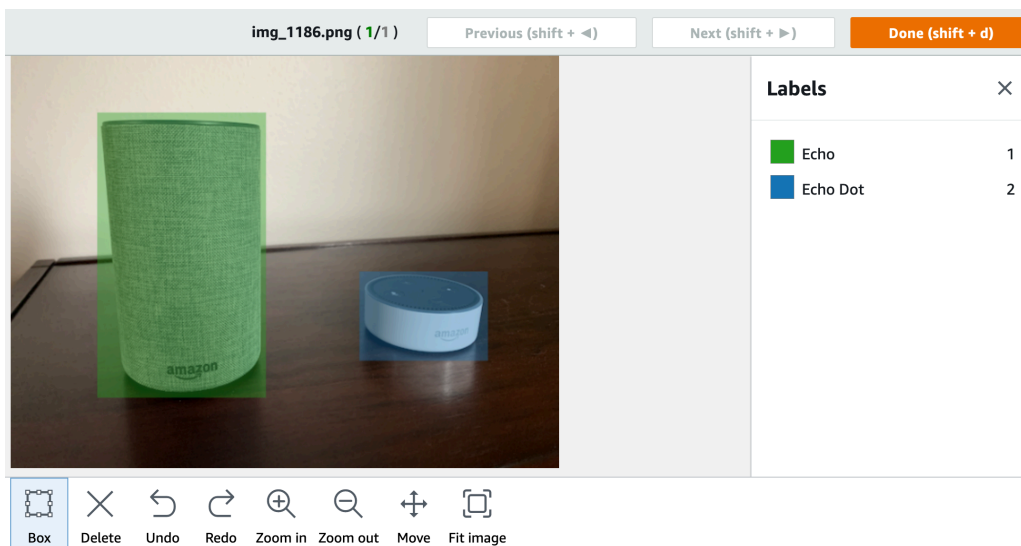 img_1186.png ( 1/1 )
Previous (shift + ◄)
Next (shift + ►)
Done (shift + d)
Labels
Echo 1
Echo Dot 2
amazon
amazon
Box Delete Undo Redo Zoom in Zoom out Move Fit image